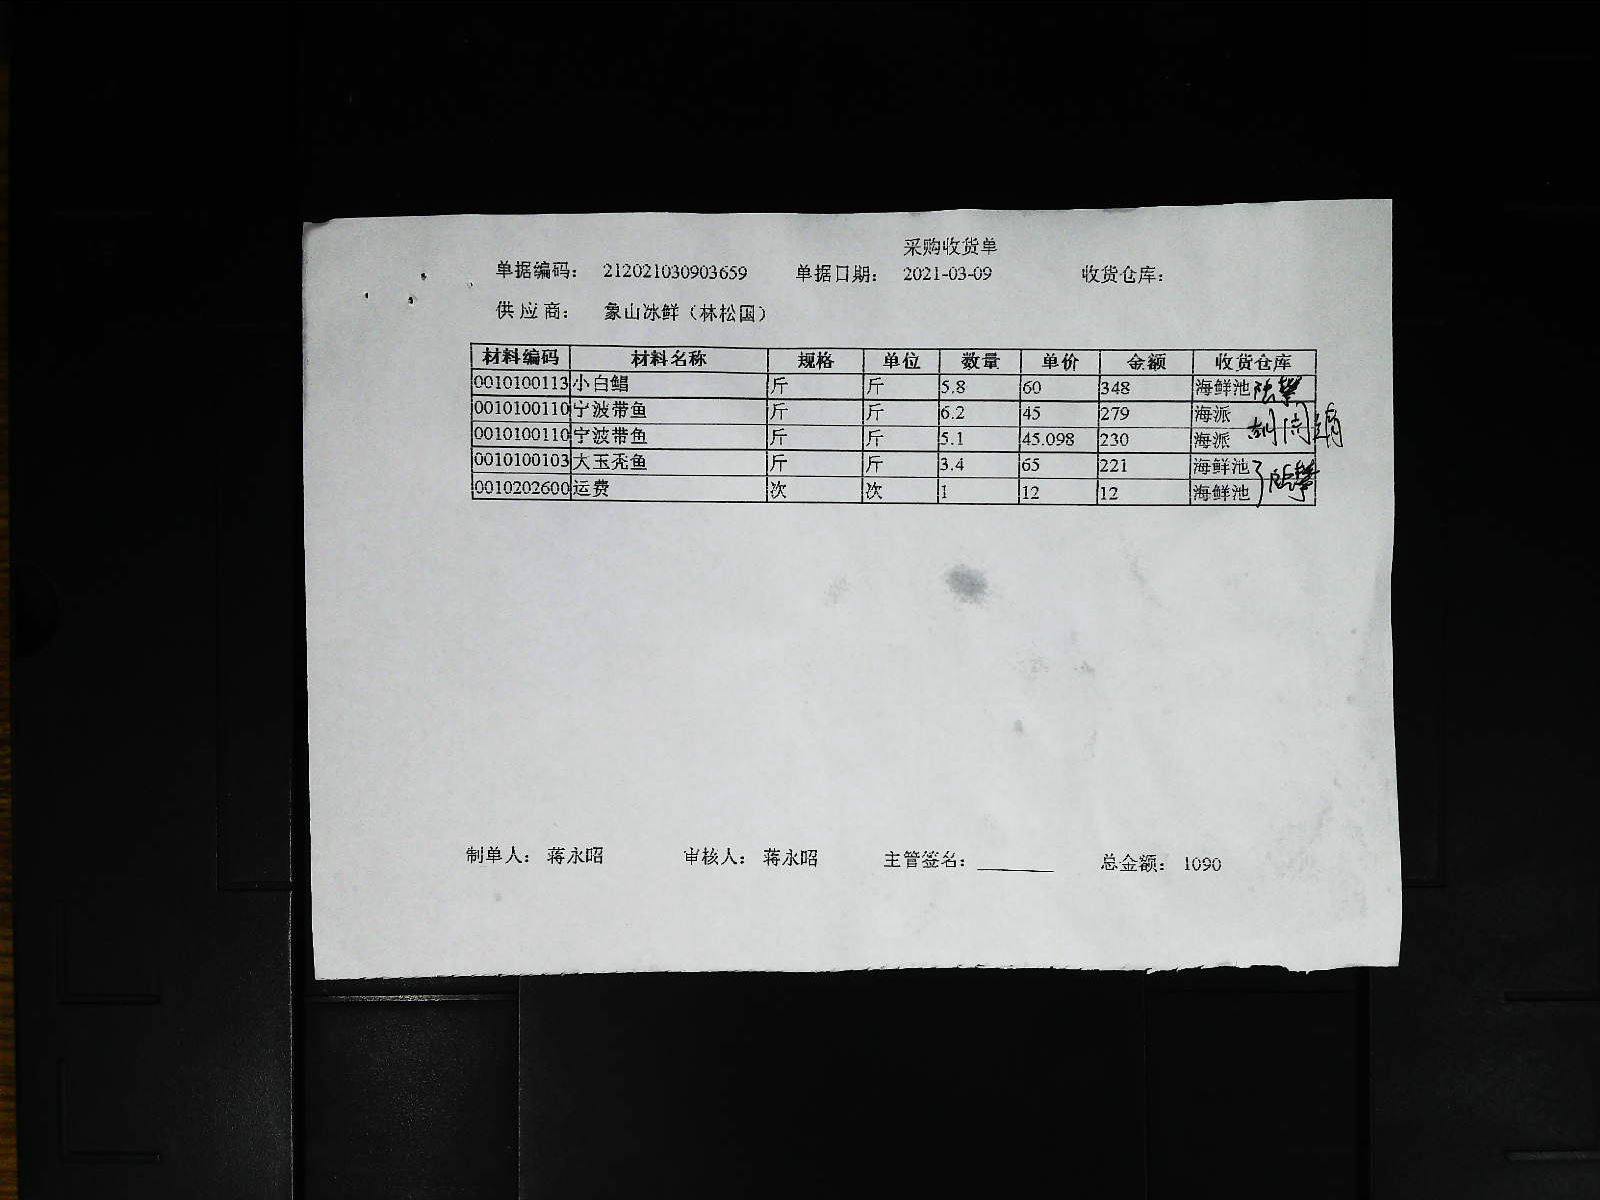 采购收货单
单据编码： 212021030903659 单据日期： 2021-03-09 收货仓库：
供应商： 象山冰鲜（林松国）
材料编码 材料名称 规格 单位 数量 单价 金额 收货仓库
0010100113 小白鲳 斤 斤 5.8 60 348 海鲜池
0010100110 宁波带鱼 斤 斤 6.2 45 279 海派
0010100110 宁波带鱼 斤 斤 5.1 45.098 230 海派
0010100103 大玉秃鱼 斤 斤 3.4 65 221 海鲜池
0010202600 运费 次 次 1 12 12 海鲜池
制单人： 蒋永昭 审核人： 蒋永昭 主管签名： 总金额： 1090